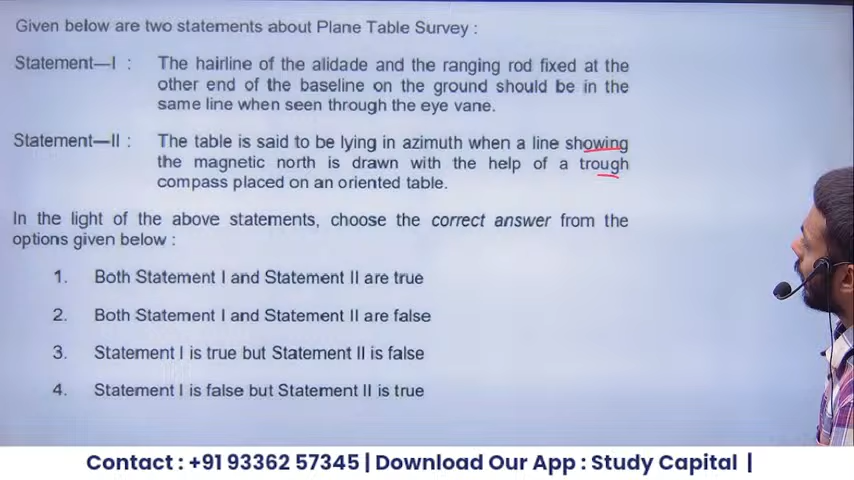 Given below are two statements about Plane Table Survey :
Statement—I : The hairline of the alidade and the ranging rod fixed at the
other end of the baseline on the ground should be in the
same line when seen through the eye vane.
Statement—II : The table is said to be lying in azimuth when a line showing
the magnetic north is drawn with the help of a trough
compass placed on an oriented table.
In the light of the above statements, choose the correct answer from the
options given below :
1. Both Statement I and Statement II are true
2. Both Statement I and Statement II are false
3. Statement I is true but Statement II is false
4. Statement I is false but Statement II is true
Contact : +91 93362 57345 | Download Our App : Study Capital |